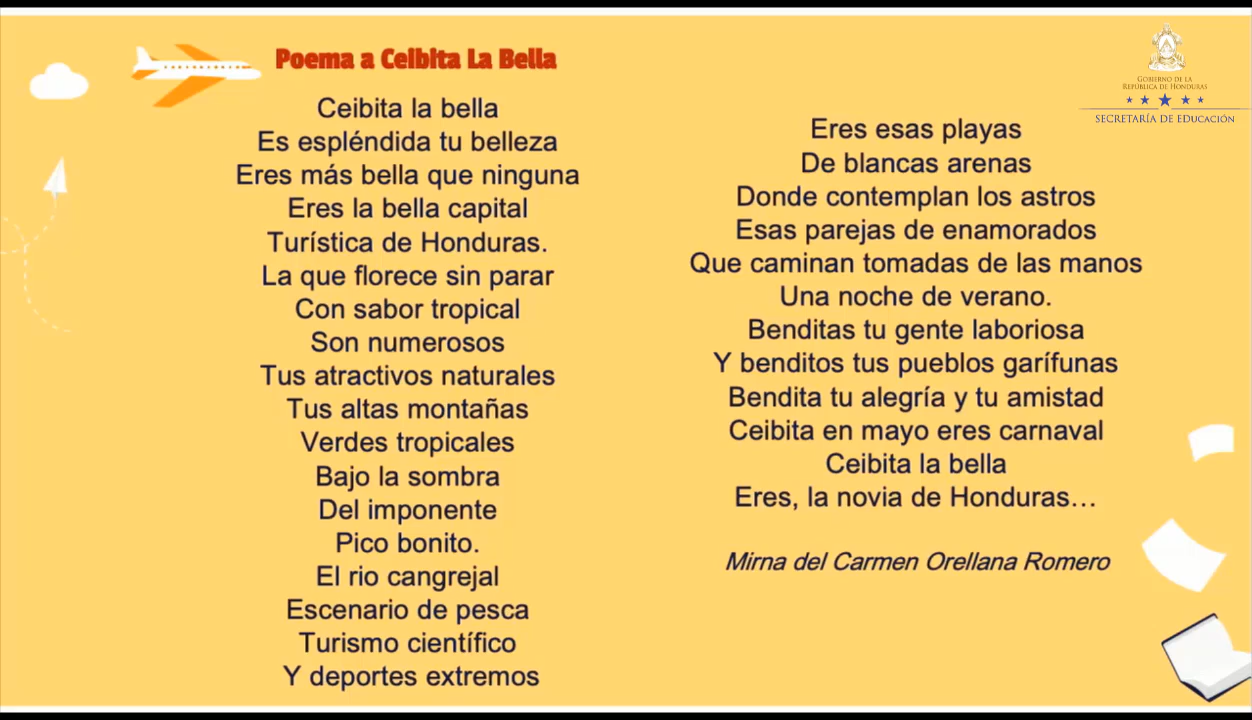 Poema a Ceibita La Bella
Ceibita la bella
Es espléndida tu belleza
Eres más bella que ninguna
Eres la bella capital
Turística de Honduras.
La que florece sin parar
Con sabor tropical
Son numerosos
Tus atractivos naturales
Tus altas montañas
Verdes tropicales
Bajo la sombra
Del imponente
Pico bonito.
El rio cangrejal
Escenario de pesca
Turismo científico
Y deportes extremos
Eres esas playas
De blancas arenas
Donde contemplan los astros
Esas parejas de enamorados
Que caminan tomadas de las manos
Una noche de verano.
Benditas tu gente laboriosa
Y benditos tus pueblos garífunas
Bendita tu alegría y tu amistad
Ceibita en mayo eres carnaval
Ceibita la bella
Eres, la novia de Honduras...
Mirna del Carmen Orellana Romero
GOBIERNO DE LA
REPÚBLICA DE HONDURAS
SECRETARÍA DE EDUCACIÓN